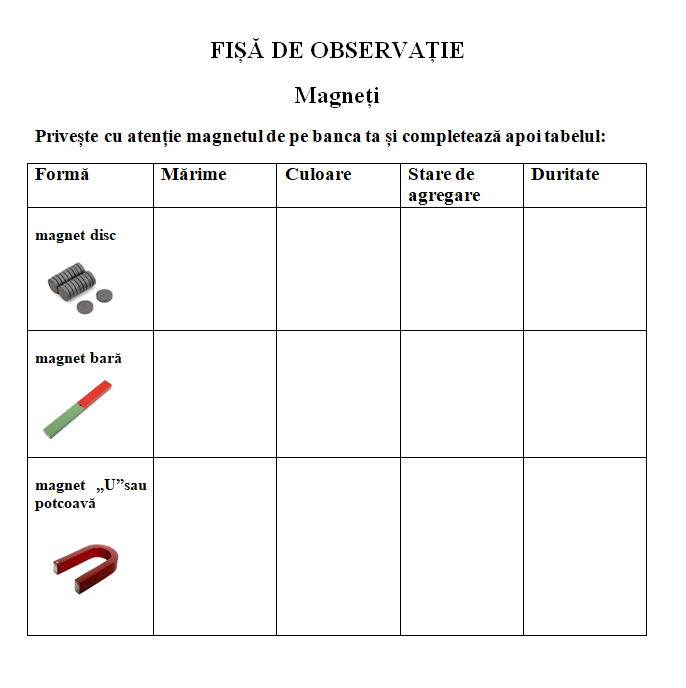 FIȘĂ DE OBSERVAȚIE
Magneți
Privește cu atenție magnetul de pe banca ta și completează apoi tabelul:
Formă Mărime Culoare Stare de agregare Duritate
magnet disc
magnet bară
magnet „U”sau
potcoavă